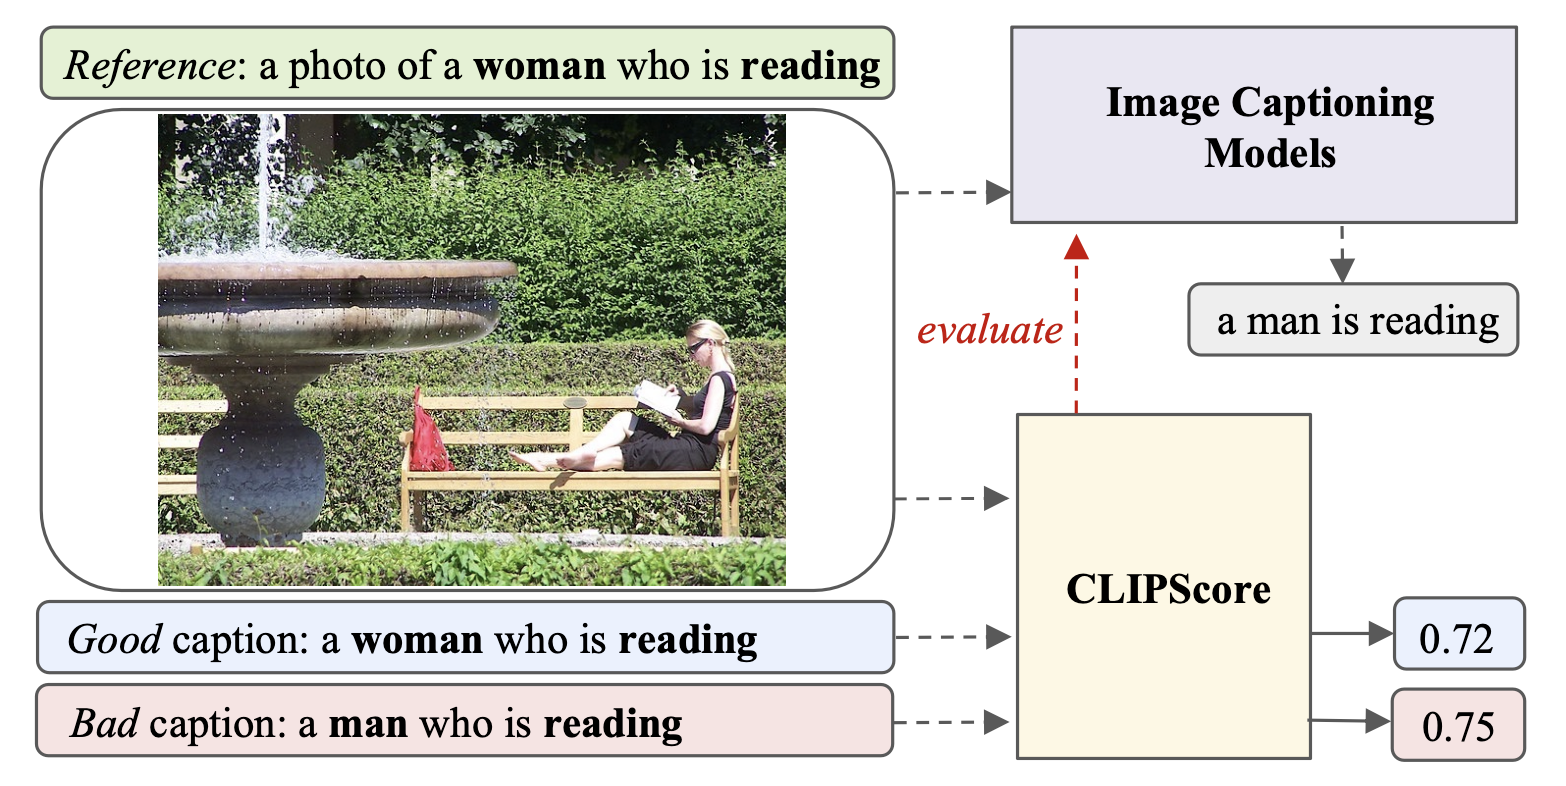 Reference: a photo of a woman who is reading
Image Captioning
Models
a man is reading
evaluate
CLIPScore
Good caption: a woman who is reading
0.72
Bad caption: a man who is reading
0.75